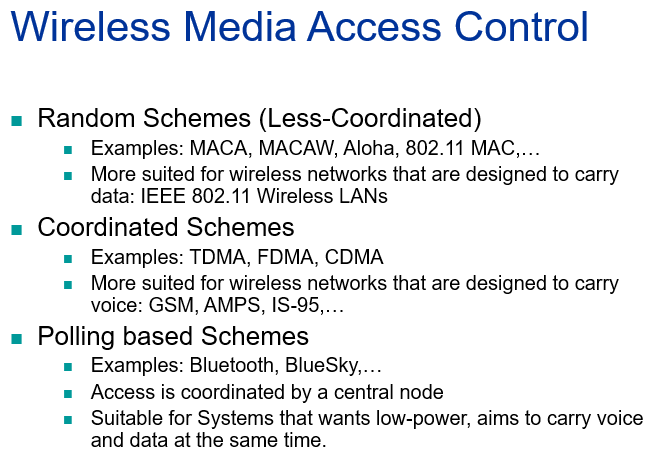 Wireless Media Access Control
Random Schemes (Less-Coordinated)
Examples: MACA, MACAW, Aloha, 802.11 MAC,…
More suited for wireless networks that are designed to carry
data: IEEE 802.11 Wireless LANs
Coordinated Schemes
Examples: TDMA, FDMA, CDMA
More suited for wireless networks that are designed to carry
voice: GSM, AMPS, IS-95,…
Polling based Schemes
Examples: Bluetooth, BlueSky,…
Access is coordinated by a central node
Suitable for Systems that wants low-power, aims to carry voice
and data at the same time.